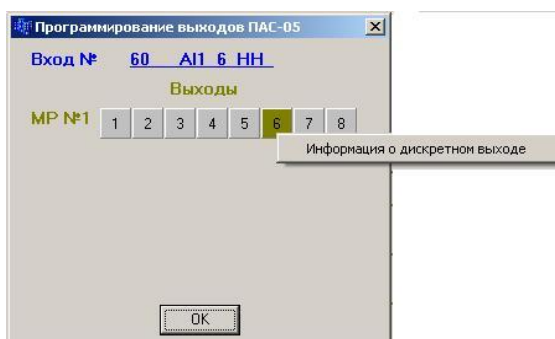 Программирование выходов ПАС-05
Вход № 60 AI1 6 HH
Выходы
МР №1 1 2 3 4 5 6 7 8
Информация о дискретном выходе
OK